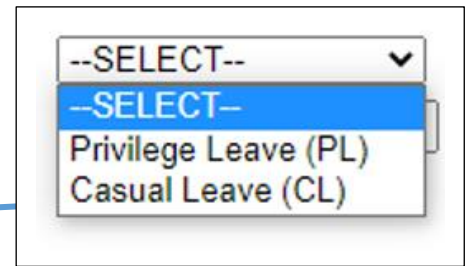 --SELECT--
--SELECT--
Privilege Leave (PL)
Casual Leave (CL)